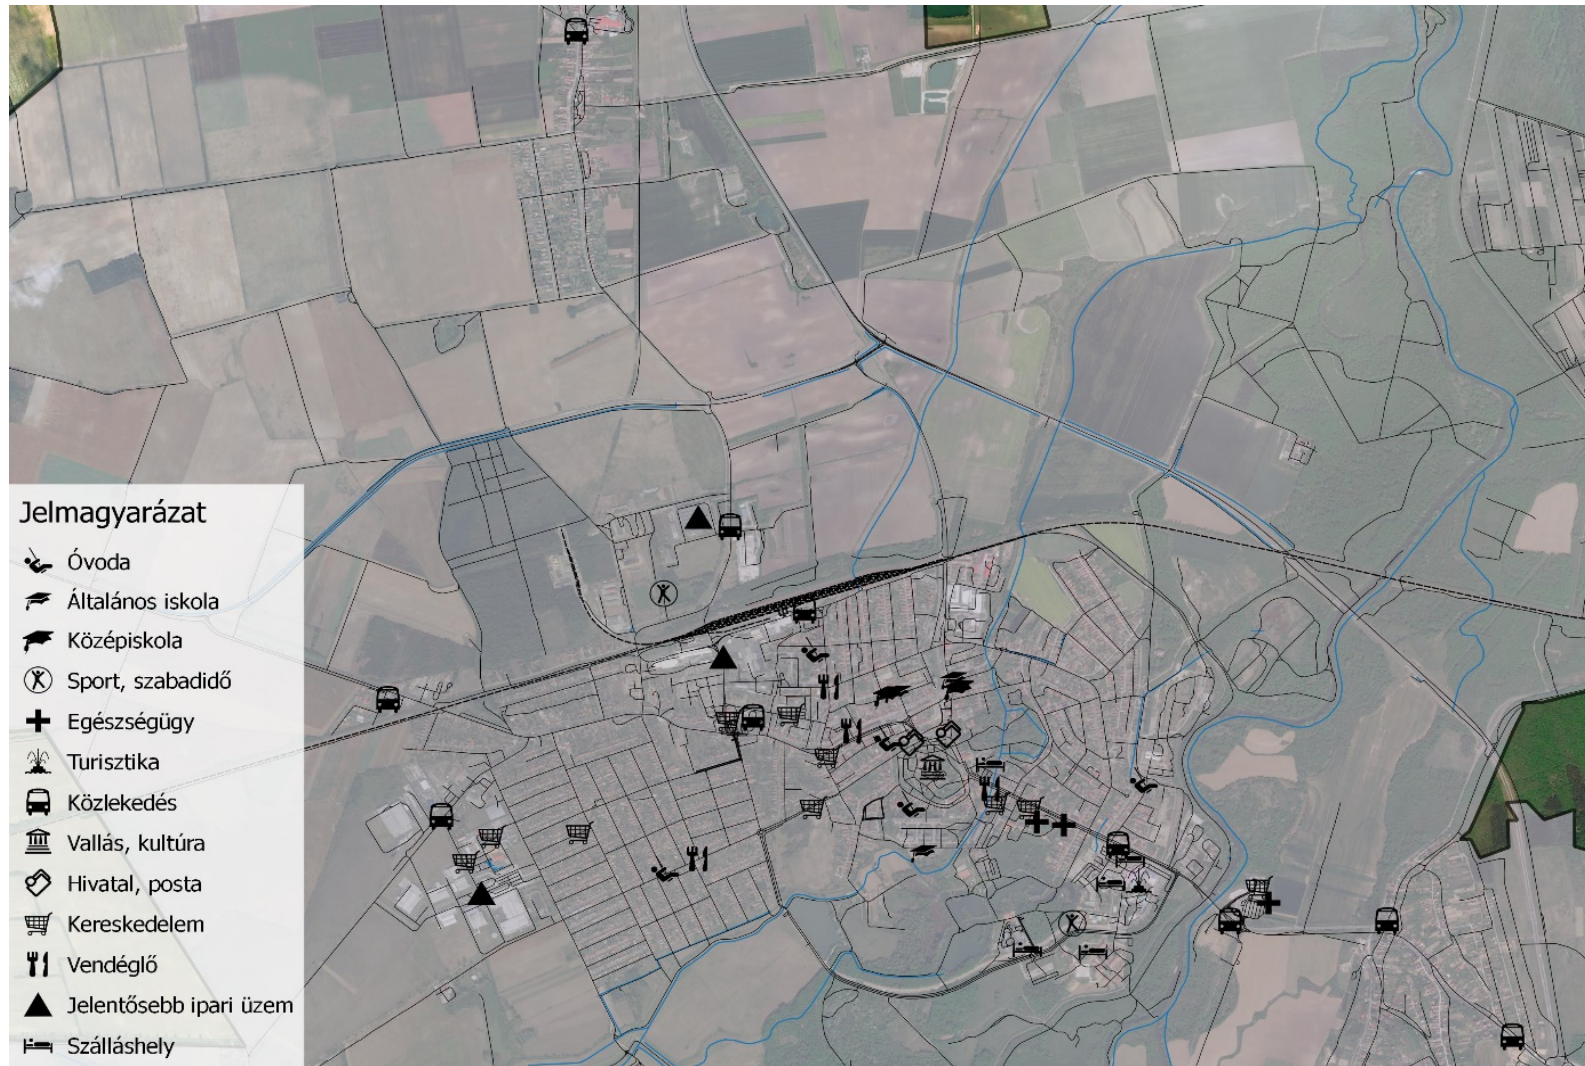 Jelmagyarázat
Óvoda
Általános iskola
Középiskola
Sport, szabadidő
Egészségügy
Turisztika
Közlekedés
Vallás, kultúra
Hivatal, posta
Kereskedelem
Vendéglő
Jelentősebb ipari üzem
Szálláshely